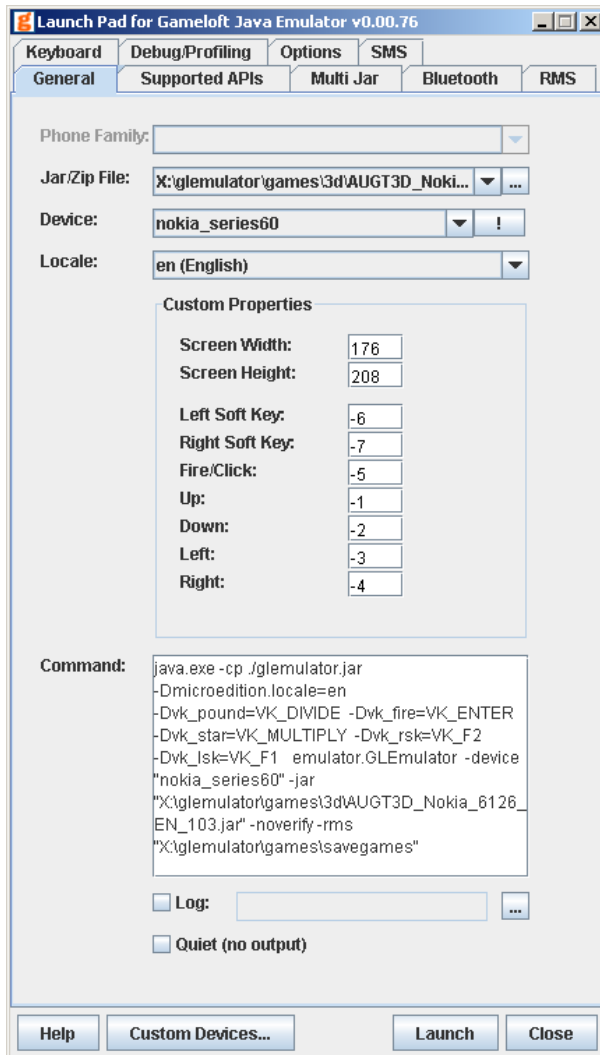 Launch Pad for Gameloft Java Emulator v0.00.76
Keyboard Debug/Profiling Options SMS
General Supported APIs Multi Jar Bluetooth RMS
Phone Family:
Jar/Zip File: X:\glemulator\games\3d\AUGT3D_Noki... ...
Device: nokia_series60 !
Locale: en (English)
Custom Properties
Screen Width: 176
Screen Height: 208
Left Soft Key: -6
Right Soft Key: -7
Fire/Click: -5
Up: -1
Down: -2
Left: -3
Right: -4
Command: java.exe -cp ./glemulator.jar
-Dmicroedition.locale=en
-Dvk_pound=VK_DIVIDE -Dvk_fire=VK_ENTER
-Dvk_star=VK_MULTIPLY -Dvk_rsk=VK_F2
-Dvk_lsk=VK_F1 emulator.GLEmulator -device
"nokia_series60" -jar
"X:\glemulator\games\3d\AUGT3D_Nokia_6126_
EN_103.jar" -noverify -rms
"X:\glemulator\games\savegames"
Log: ...
Quiet (no output)
Help Custom Devices... Launch Close